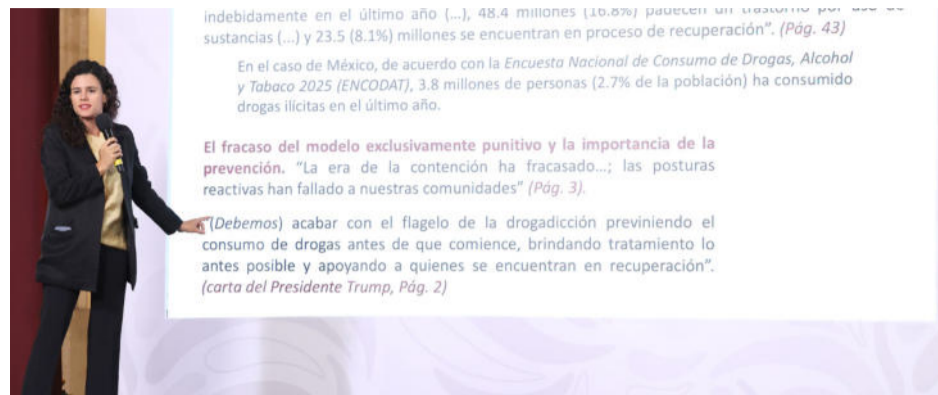 indebidamente en el último año (...), 48.4 millones (16.8%) padecen un trastorno por uso de
sustancias (...) y 23.5 (8.1%) millones se encuentran en proceso de recuperación”. (Pág. 43)
En el caso de México, de acuerdo con la Encuesta Nacional de Consumo de Drogas, Alcohol
y Tabaco 2025 (ENCODAT), 3.8 millones de personas (2.7% de la población) ha consumido
drogas ilícitas en el último año.
El fracaso del modelo exclusivamente punitivo y la importancia de la
prevención. “La era de la contención ha fracasado...; las posturas
reactivas han fallado a nuestras comunidades” (Pág. 3).
“(Debemos) acabar con el flagelo de la drogadicción previniendo el
consumo de drogas antes de que comience, brindando tratamiento lo
antes posible y apoyando a quienes se encuentran en recuperación”.
(carta del Presidente Trump, Pág. 2)